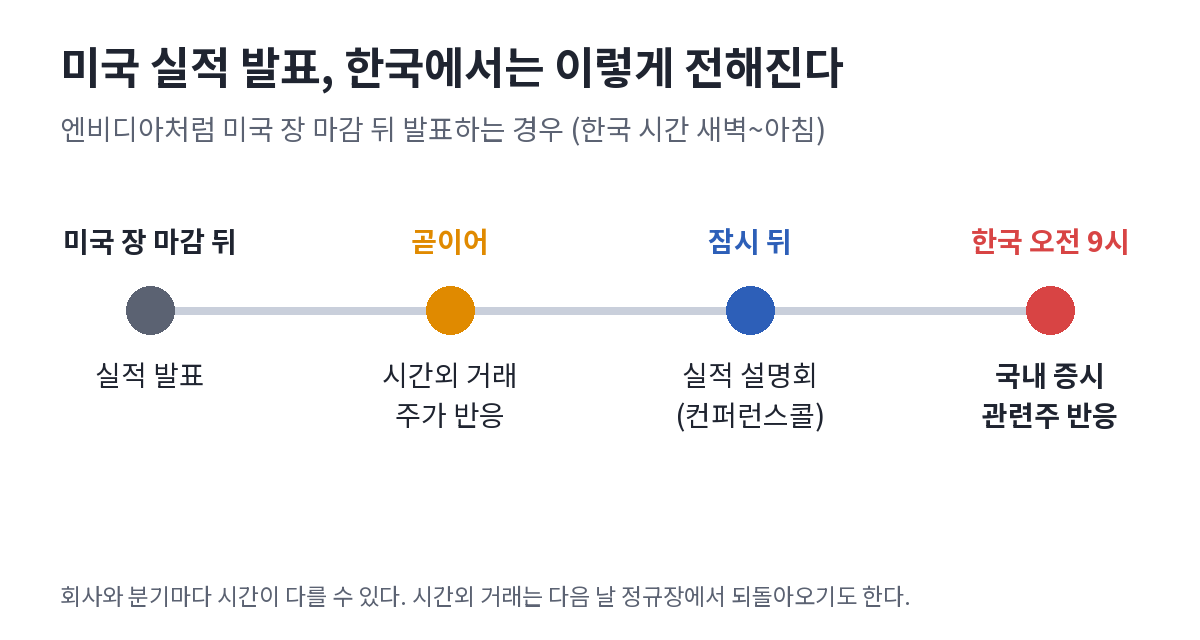 미국 실적 발표, 한국에서는 이렇게 전해진다
엔비디아처럼 미국 장 마감 뒤 발표하는 경우 (한국 시간 새벽~아침)
미국 장 마감 뒤
곧이어
잠시 뒤
한국 오전 9시
실적 발표
시간외 거래
주가 반응
실적 설명회
(컨퍼런스콜)
국내 증시
관련주 반응
회사와 분기마다 시간이 다를 수 있다. 시간외 거래는 다음 날 정규장에서 되돌아오기도 한다.